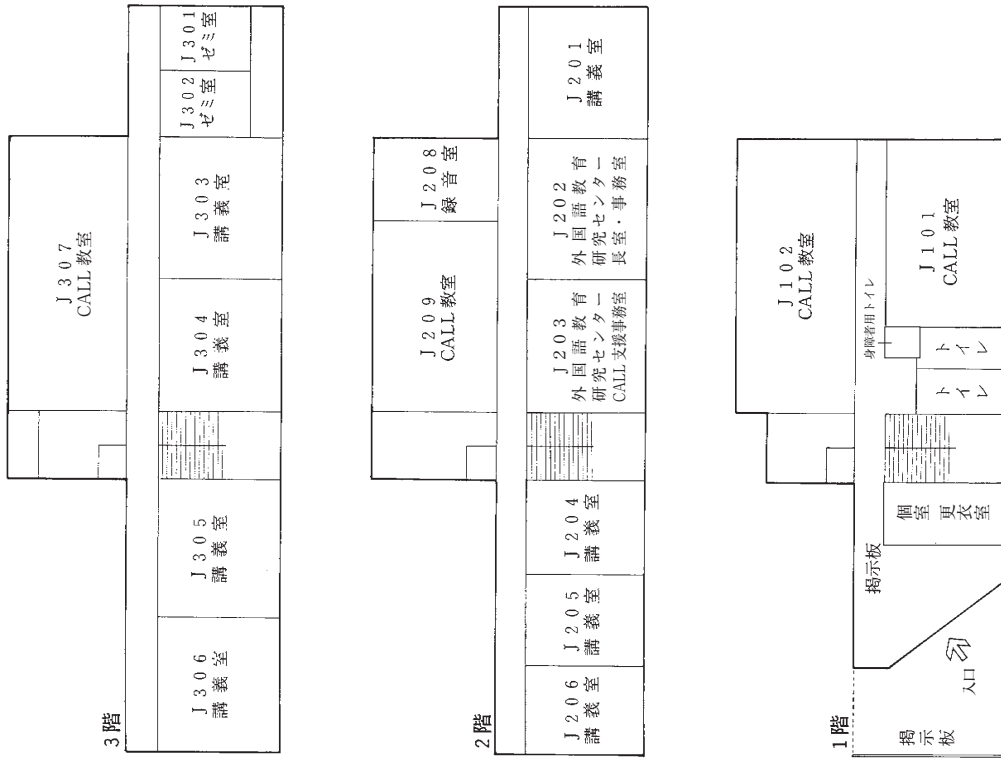 3階
J307
CALL教室
J306
講義室
J305
講義室
J304
講義室
J303
講義室
J302
ゼミ室
J301
ゼミ室
2階
J209
CALL教室
J208
録音室
J206
講義室
J205
講義室
J204
講義室
J203
外国語教育
研究センター
CALL支援事務室
J202
外国語教育
研究センター
長室・事務室
J201
講義室
1階
J102
CALL教室
掲示板
身障者用トイレ
掲示板
入口
個室
更衣室
トイレ
トイレ
J101
CALL教室